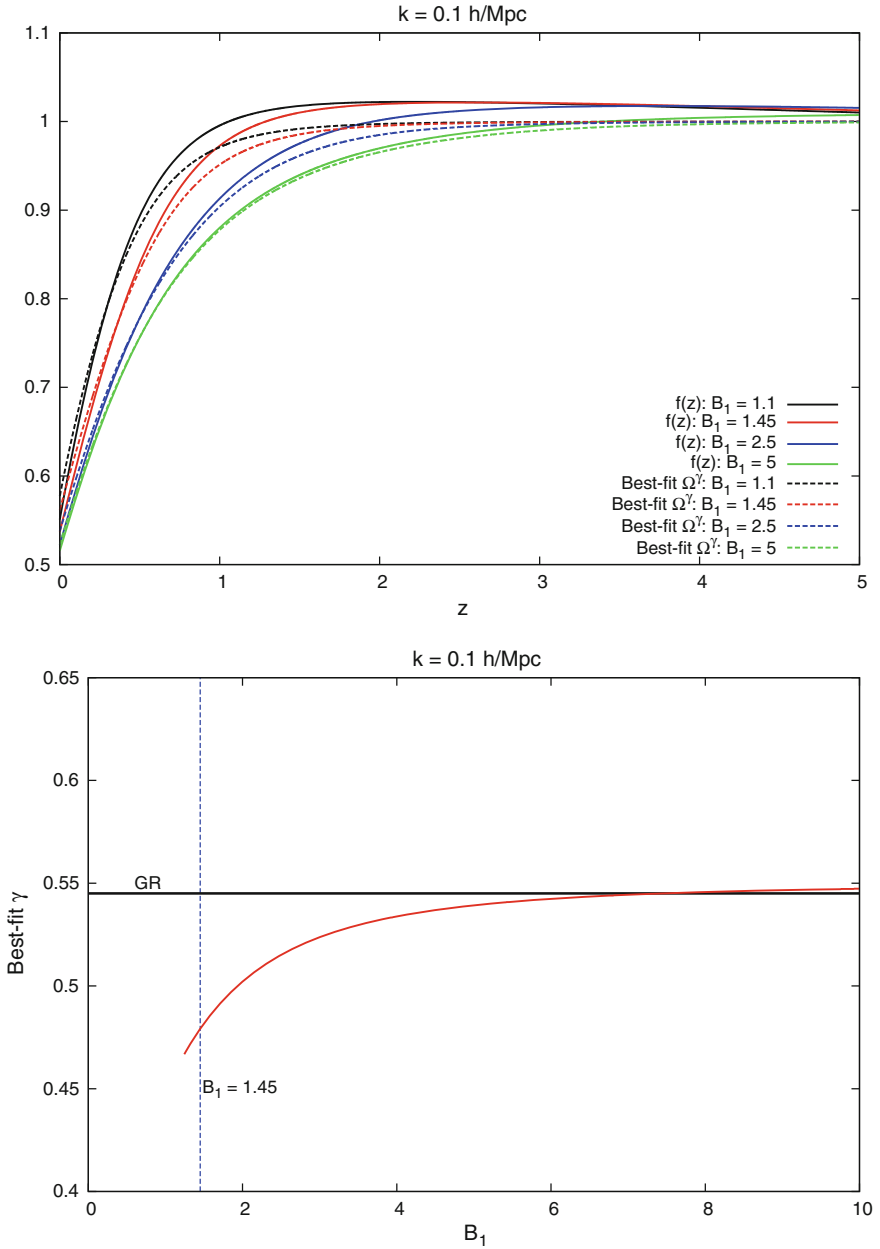 k = 0.1 h/Mpc
1.1
1
0.9
0.8
0.7
0.6
0.5
f(z): B₁ = 1.1
f(z): B₁ = 1.45
f(z): B₁ = 2.5
f(z): B₁ = 5
Best-fit Ωᵞ: B₁ = 1.1
Best-fit Ωᵞ: B₁ = 1.45
Best-fit Ωᵞ: B₁ = 2.5
Best-fit Ωᵞ: B₁ = 5
0 1 2 3 4 5
z
k = 0.1 h/Mpc
0.65
0.6
0.55
0.5
0.45
0.4
Best-fit γ
GR
B₁ = 1.45
0 2 4 6 8 10
B₁